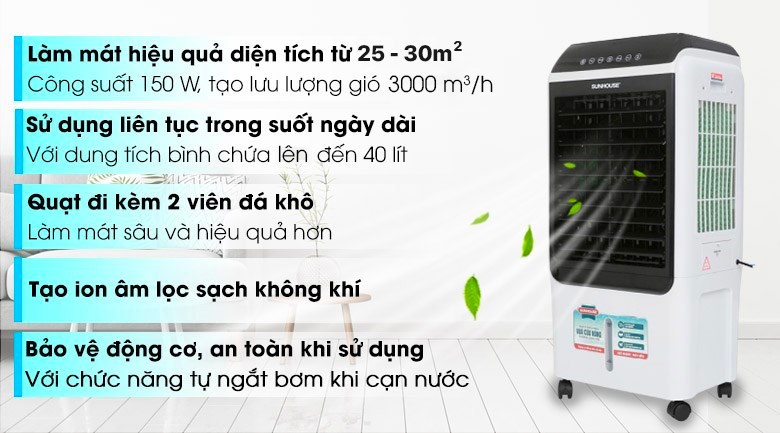 Làm mát hiệu quả diện tích từ 25 - 30m²
Công suất 150 W, tạo lưu lượng gió 3000 m³/h
Sử dụng liên tục trong suốt ngày dài
Với dung tích bình chứa lên đến 40 lít
Quạt đi kèm 2 viên đá khô
Làm mát sâu và hiệu quả hơn
Tạo ion âm lọc sạch không khí
Bảo vệ động cơ, an toàn khi sử dụng
Với chức năng tự ngắt bơm khi cạn nước
SUNHOUSE